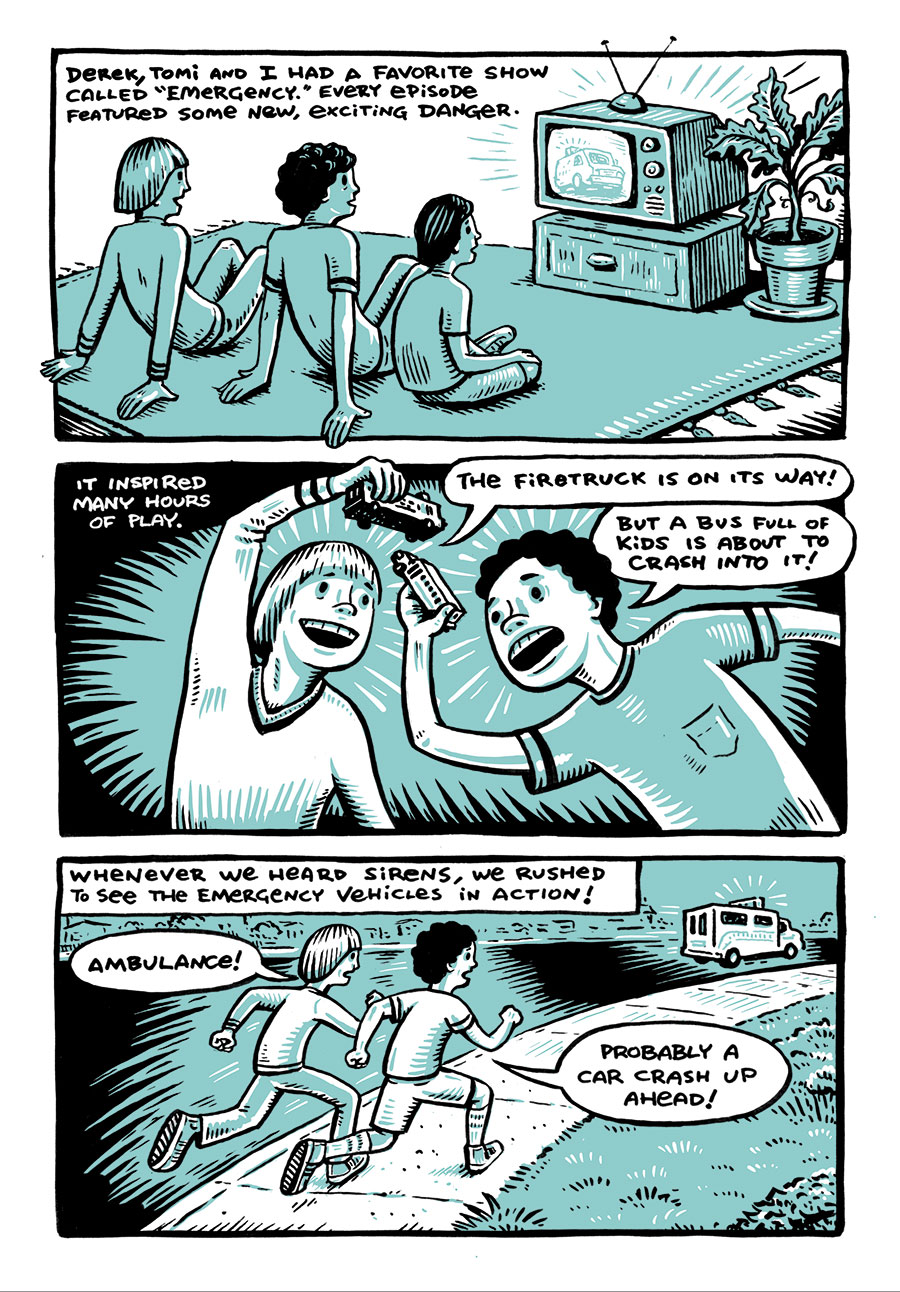 DEREK, TOMI AND I HAD A FAVORITE SHOW
CALLED "EMERGENCY." EVERY EPISODE
FEATURED SOME NEW, EXCITING DANGER.
IT INSPIRED
MANY HOURS
OF PLAY.
THE FIRETRUCK IS ON ITS WAY!
BUT A BUS FULL OF
KIDS IS ABOUT TO
CRASH INTO IT!
WHENEVER WE HEARD SIRENS, WE RUSHED
TO SEE THE EMERGENCY VEHICLES IN ACTION!
AMBULANCE!
PROBABLY A
CAR CRASH UP
AHEAD!